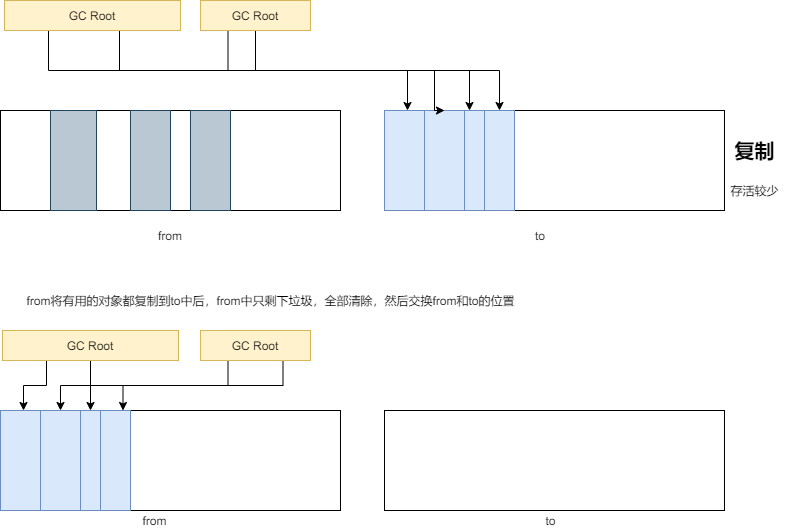 GC Root
GC Root
复制
存活较少
from
to
from将有用的对象都复制到to中后，from中只剩下垃圾，全部清除，然后交换from和to的位置
GC Root
GC Root
from
to